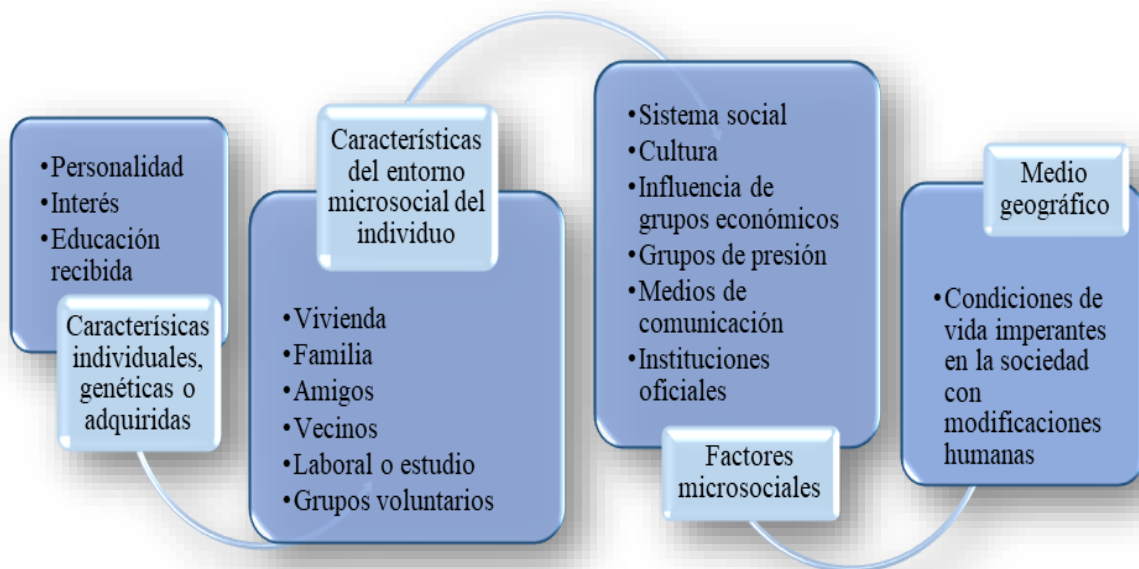 •Personalidad
•Interés
•Educación
recibida
Caracterísicas
individuales,
genéticas o
adquiridas
Características
del entorno
microsocial del
individuo
•Vivienda
•Familia
•Amigos
•Vecinos
•Laboral o estudio
•Grupos voluntarios
•Sistema social
•Cultura
•Influencia de
grupos económicos
•Grupos de presión
•Medios de
comunicación
•Instituciones
oficiales
Factores
microsociales
Medio
geográfico
•Condiciones de
vida imperantes
en la sociedad
con
modificaciones
humanas